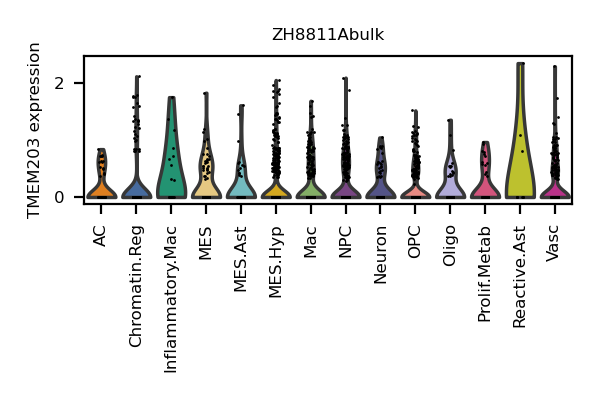 ZH8811Abulk
TMEM203 expression
2
0
AC
Chromatin.Reg
Inflammatory.Mac
MES
MES.Ast
MES.Hyp
Mac
NPC
Neuron
OPC
Oligo
Prolif.Metab
Reactive.Ast
Vasc